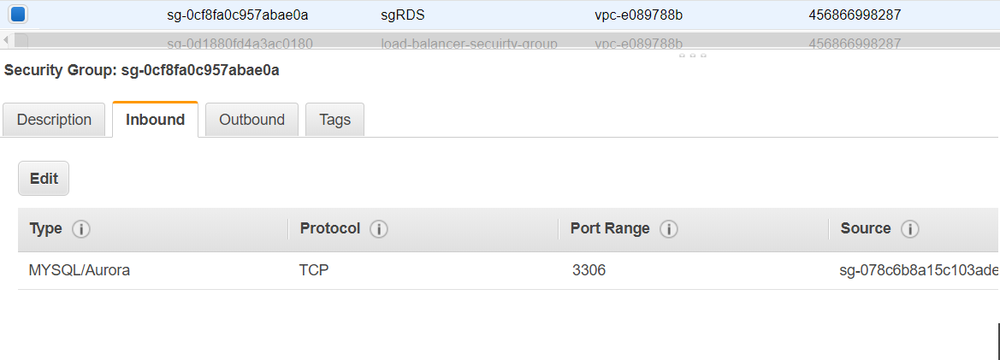 sg-0cf8fa0c957abae0a sgRDS vpc-e089788b 456866998287
sg-0d1880fd4a3ac0180 load-balancer-secuirty-group vpc-e089788b 456866998287
Security Group: sg-0cf8fa0c957abae0a
Description Inbound Outbound Tags
Edit
Type i Protocol i Port Range i Source i
MYSQL/Aurora TCP 3306 sg-078c6b8a15c103ade